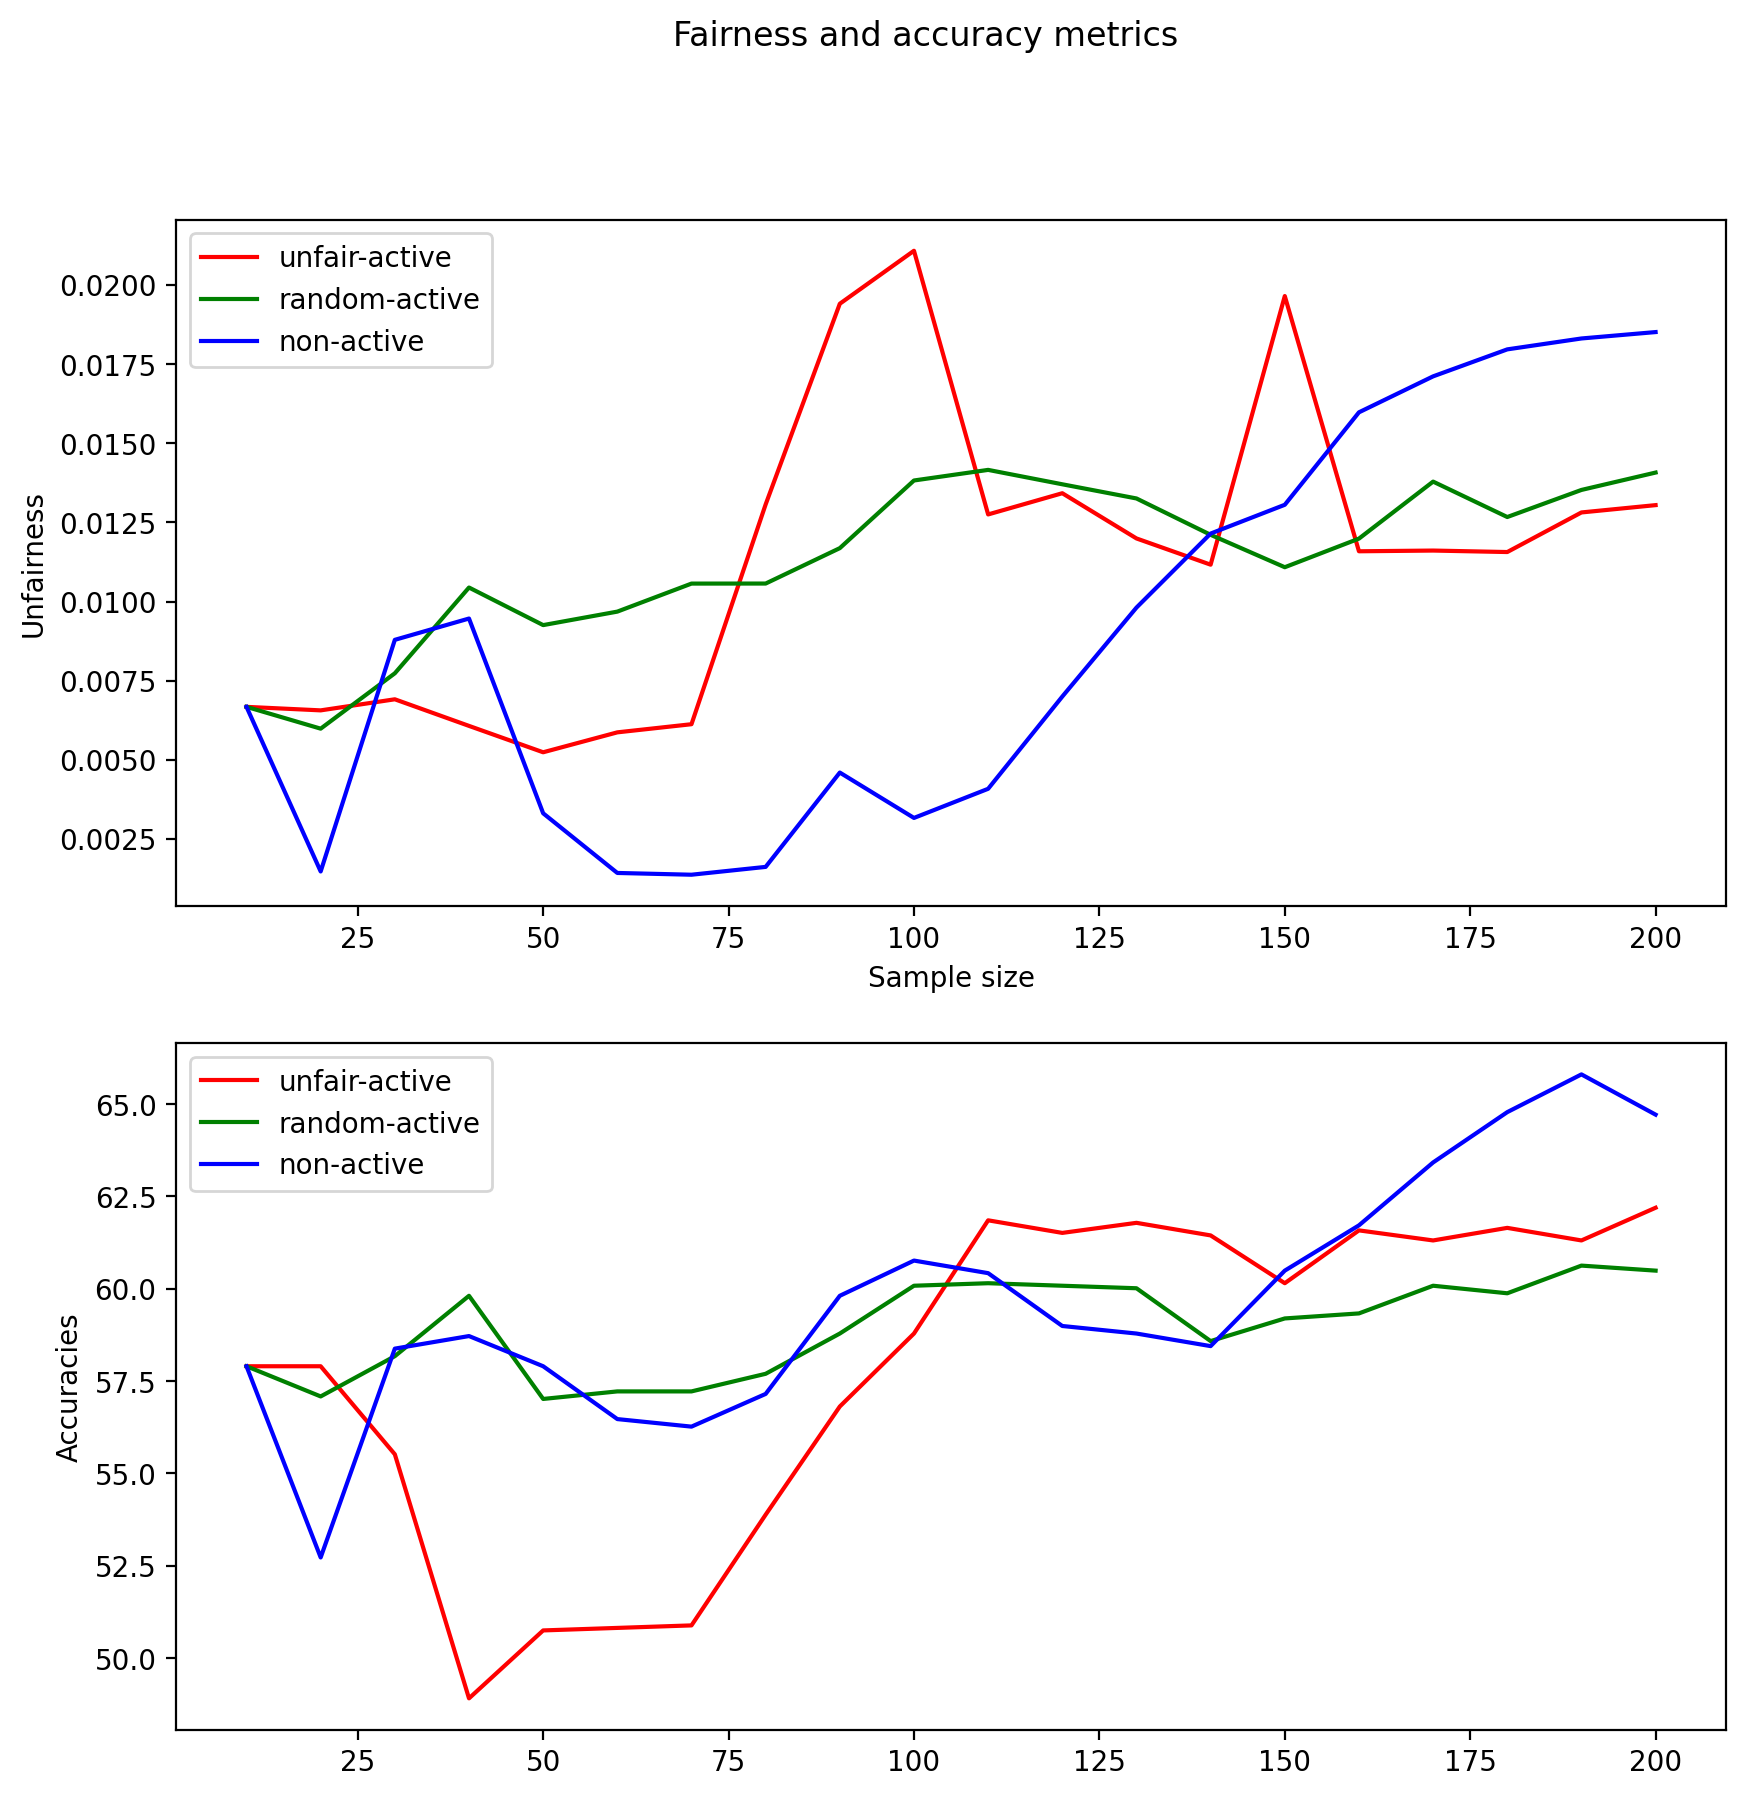 Fairness and accuracy metrics
unfair-active
random-active
non-active
0.0200
0.0175
0.0150
0.0125
0.0100
0.0075
0.0050
0.0025
Unfairness
25 50 75 100 125 150 175 200
Sample size
unfair-active
random-active
non-active
65.0
62.5
60.0
57.5
55.0
52.5
50.0
Accuracies
25 50 75 100 125 150 175 200